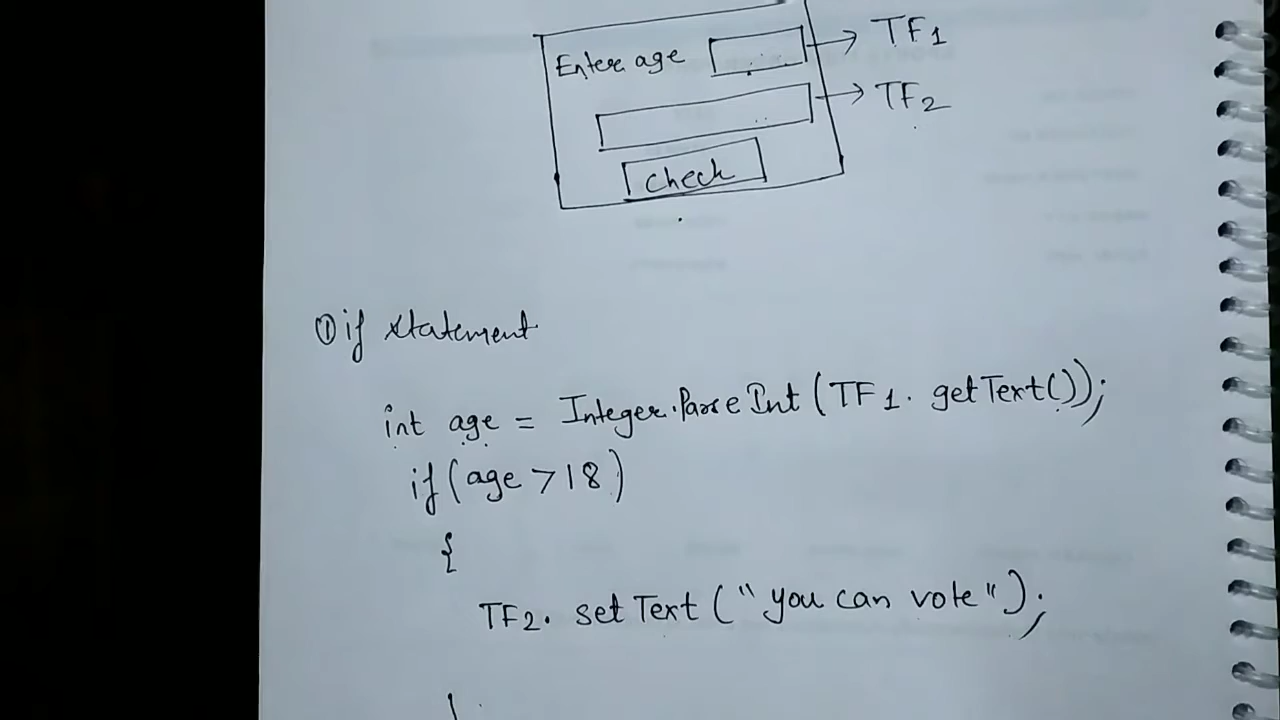 Enter age → TF1
→ TF2
check
① if statement
int age = Integer.ParseInt (TF1. getText());
if (age >18)
{
TF2. setText ("you can vote");